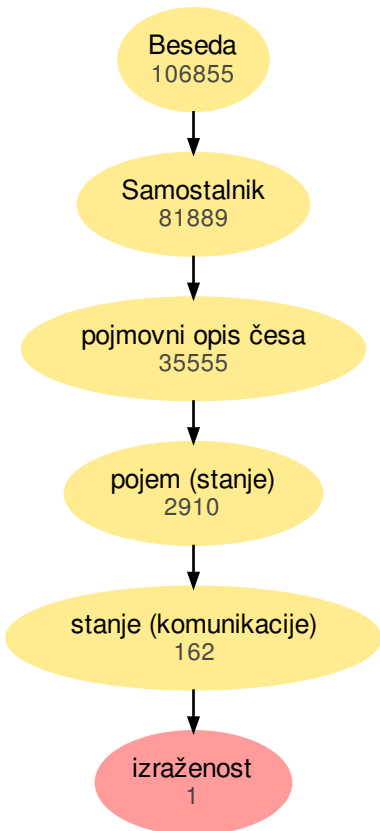 Beseda
106855
Samostalnik
81889
pojmovni opis česa
35555
pojem (stanje)
2910
stanje (komunikacije)
162
izraženost
1